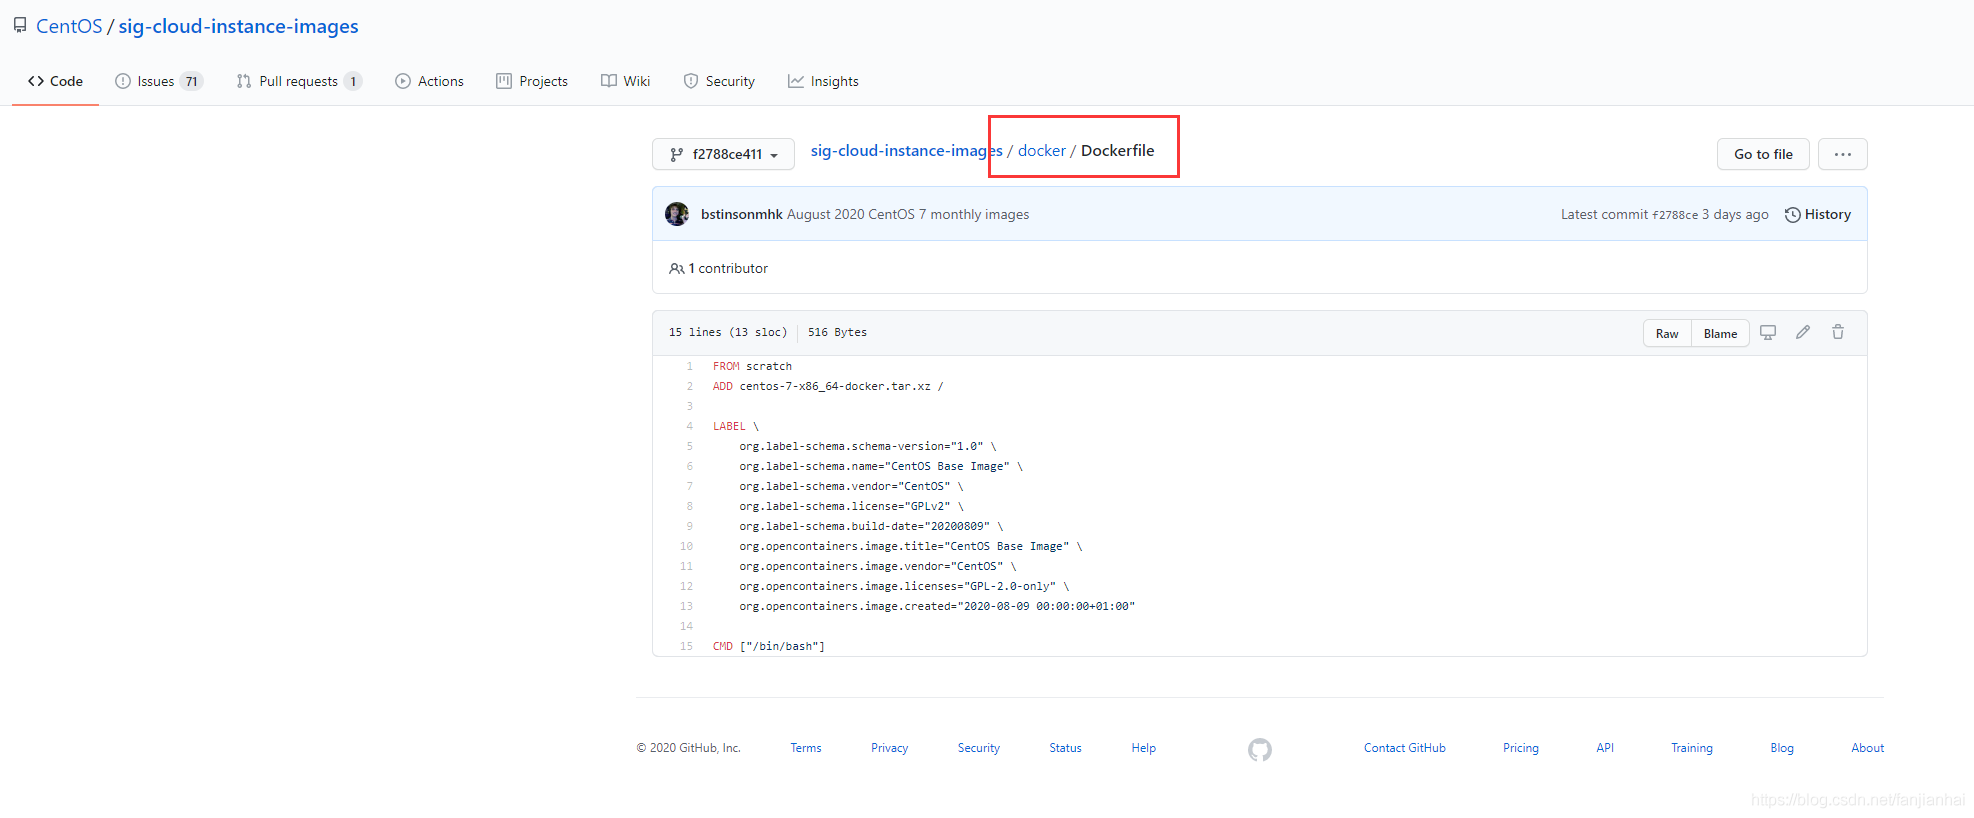 CentOS / sig-cloud-instance-images
Code Issues 71 Pull requests 1 Actions Projects Wiki Security Insights
f2788ce411 sig-cloud-instance-images / docker / Dockerfile Go to file ...
bstinsonmhk August 2020 CentOS 7 monthly images Latest commit f2788ce 3 days ago History
1 contributor
15 lines (13 sloc) 516 Bytes Raw Blame
1 FROM scratch
2 ADD centos-7-x86_64-docker.tar.xz /
3
4 LABEL \
5 org.label-schema.schema-version="1.0" \
6 org.label-schema.name="CentOS Base Image" \
7 org.label-schema.vendor="CentOS" \
8 org.label-schema.license="GPLv2" \
9 org.label-schema.build-date="20200809" \
10 org.opencontainers.image.title="CentOS Base Image" \
11 org.opencontainers.image.vendor="CentOS" \
12 org.opencontainers.image.licenses="GPL-2.0-only" \
13 org.opencontainers.image.created="2020-08-09 00:00:00+01:00"
14
15 CMD ["/bin/bash"]
© 2020 GitHub, Inc. Terms Privacy Security Status Help Contact GitHub Pricing API Training Blog About
https://blog.csdn.net/fanjianhai